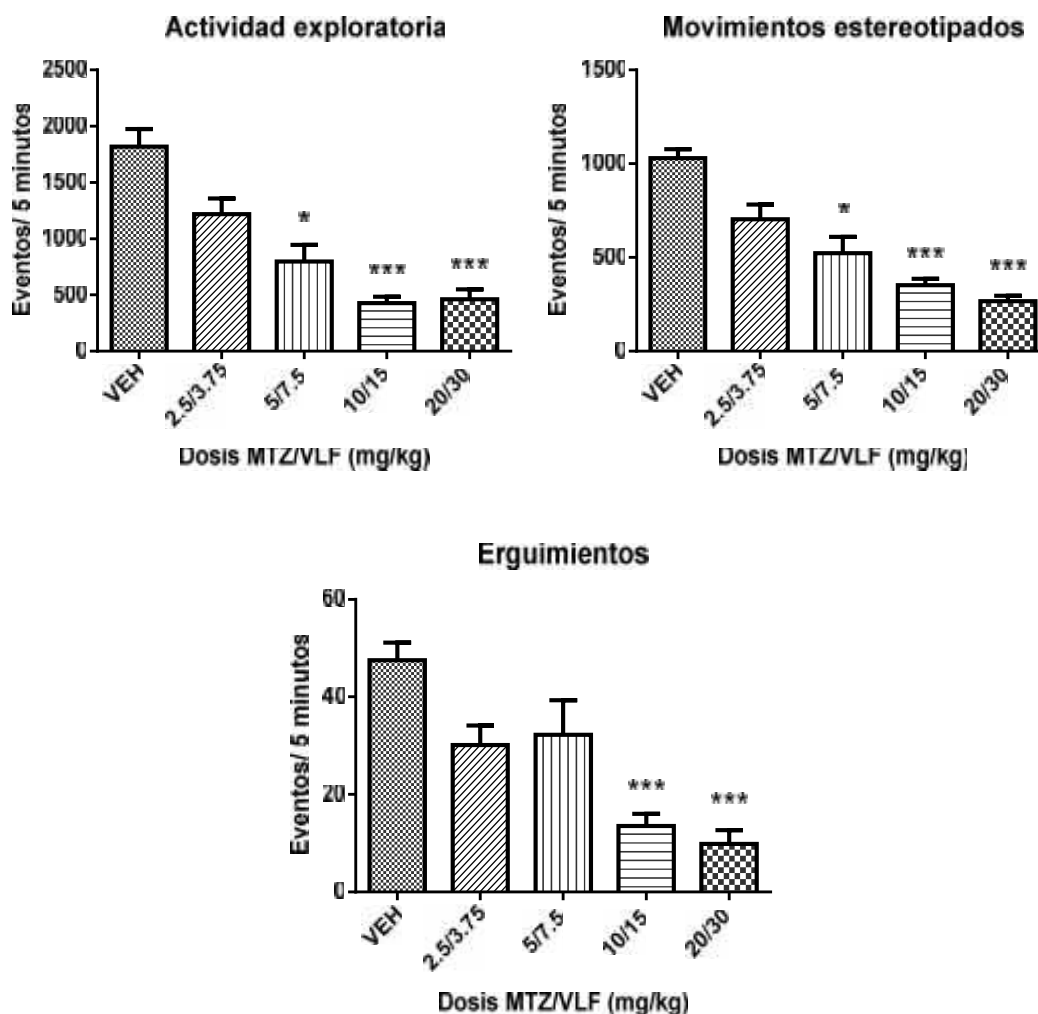 Actividad exploratoria
Eventos/ 5 minutos
2500
2000
1500
1000
500
0
*
***
***
VEH
2.5/3.75
5/7.5
10/15
20/30
Dosis MTZ/VLF (mg/kg)
Movimientos estereotipados
Eventos/ 5 minutos
1500
1000
500
0
*
***
***
VEH
2.5/3.75
5/7.5
10/15
20/30
Dosis MTZ/VLF (mg/kg)
Erguimientos
Eventos/ 5 minutos
60
40
20
0
***
***
VEH
2.5/3.75
5/7.5
10/15
20/30
Dosis MTZ/VLF (mg/kg)